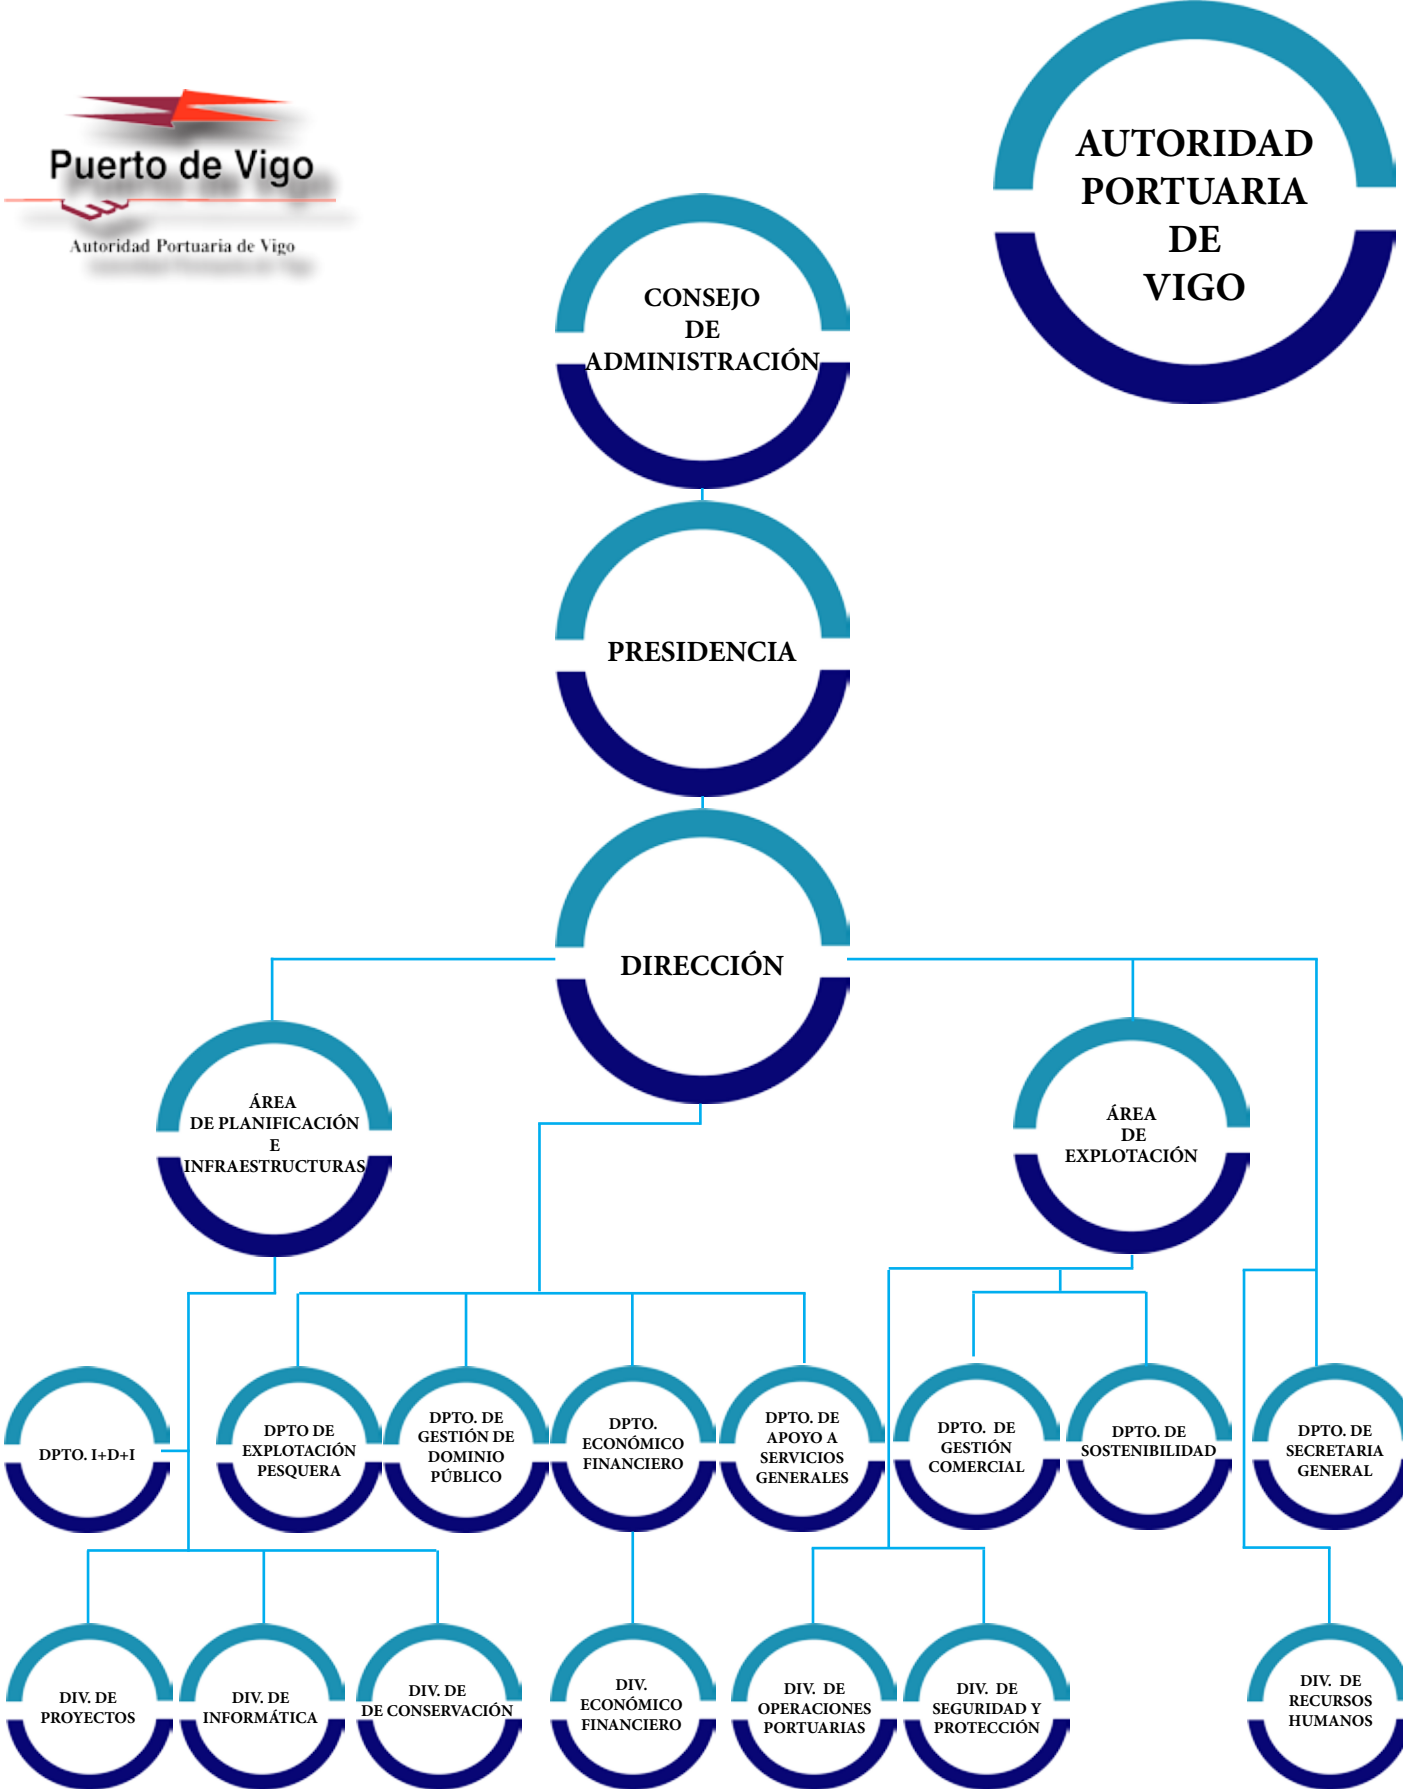 Puerto de Vigo
Autoridad Portuaria de Vigo
AUTORIDAD
PORTUARIA
DE
VIGO
CONSEJO
DE
ADMINISTRACIÓN
PRESIDENCIA
DIRECCIÓN
ÁREA
DE PLANIFICACIÓN
E
INFRAESTRUCTURAS
ÁREA
DE
EXPLOTACIÓN
DPTO. I+D+I
DPTO DE
EXPLOTACIÓN
PESQUERA
DPTO. DE
GESTIÓN DE
DOMINIO
PÚBLICO
DPTO.
ECONÓMICO
FINANCIERO
DPTO. DE
APOYO A
SERVICIOS
GENERALES
DPTO. DE
GESTIÓN
COMERCIAL
DPTO. DE
SOSTENIBILIDAD
DPTO. DE
SECRETARIA
GENERAL
DIV. DE
PROYECTOS
DIV. DE
INFORMÁTICA
DIV. DE
DE CONSERVACIÓN
DIV.
ECONÓMICO
FINANCIERO
DIV. DE
OPERACIONES
PORTUARIAS
DIV. DE
SEGURIDAD Y
PROTECCIÓN
DIV. DE
RECURSOS
HUMANOS